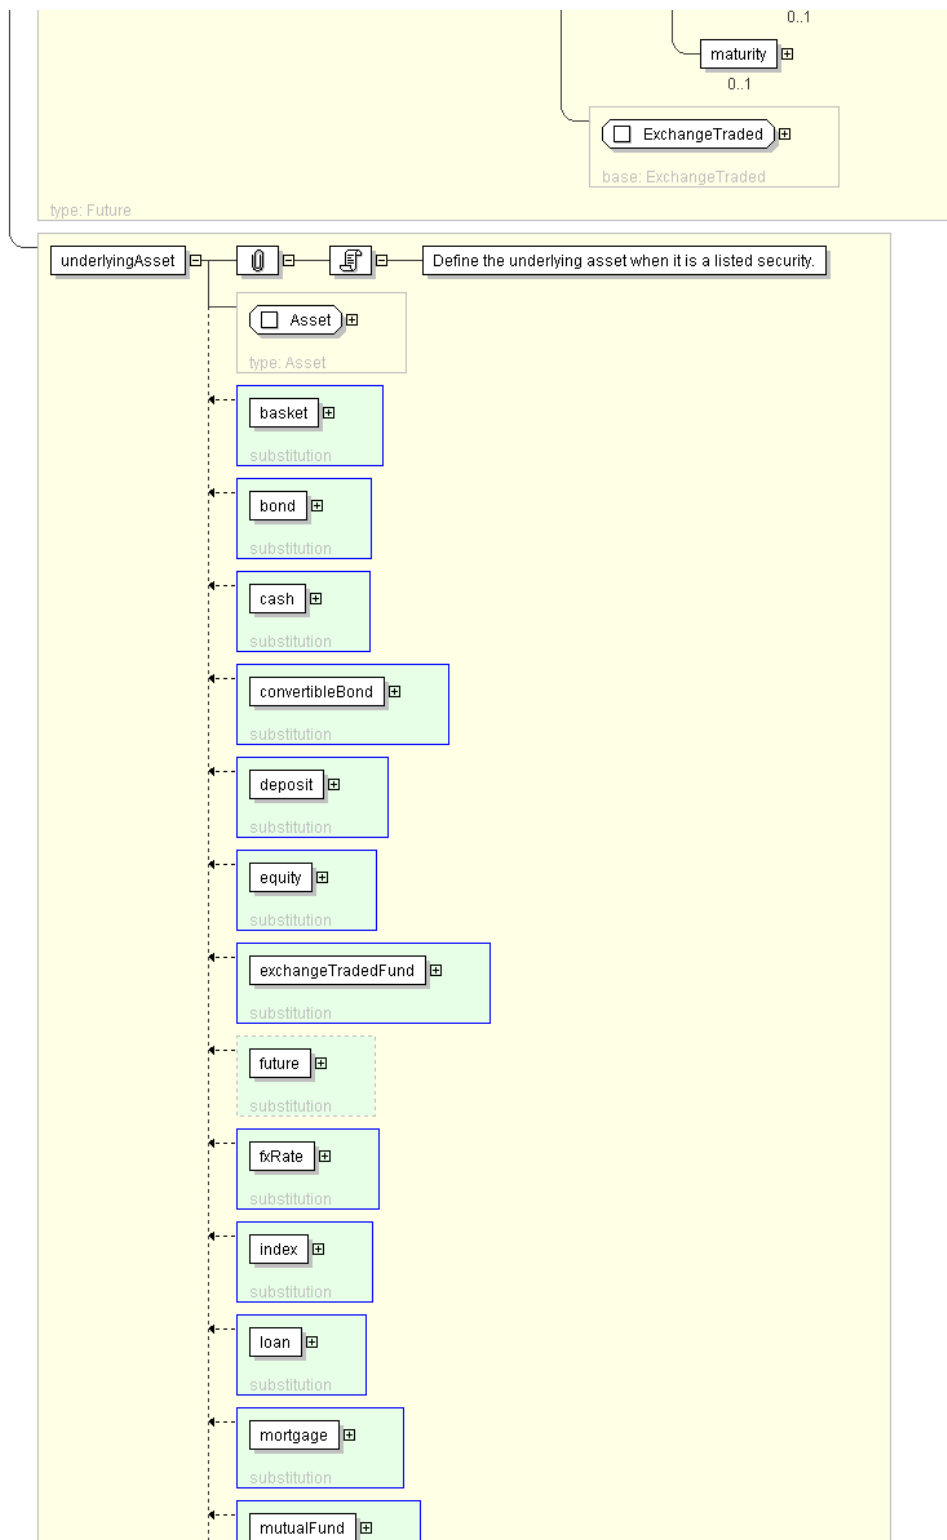 0..1
maturity
0..1
ExchangeTraded
base: ExchangeTraded
type: Future
underlyingAsset
Define the underlying asset when it is a listed security.
Asset
type: Asset
basket
substitution
bond
substitution
cash
substitution
convertibleBond
substitution
deposit
substitution
equity
substitution
exchangeTradedFund
substitution
future
substitution
fxRate
substitution
index
substitution
loan
substitution
mortgage
substitution
mutualFund